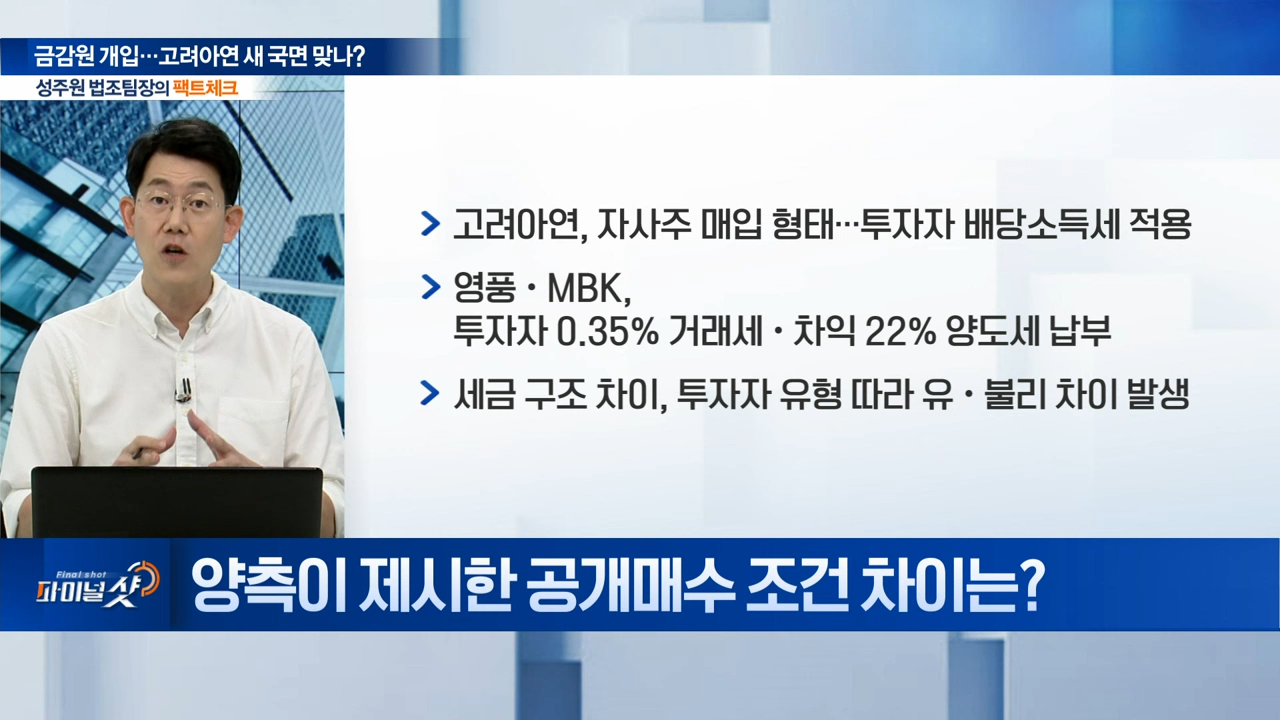 금감원 개입…고려아연 새 국면 맞나?
성주원 법조팀장의 팩트체크
고려아연, 자사주 매입 형태…투자자 배당소득세 적용
영풍·MBK,
투자자 0.35% 거래세·차익 22% 양도세 납부
세금 구조 차이, 투자자 유형 따라 유·불리 차이 발생
Final shot
파이널 샷
양측이 제시한 공개매수 조건 차이는?